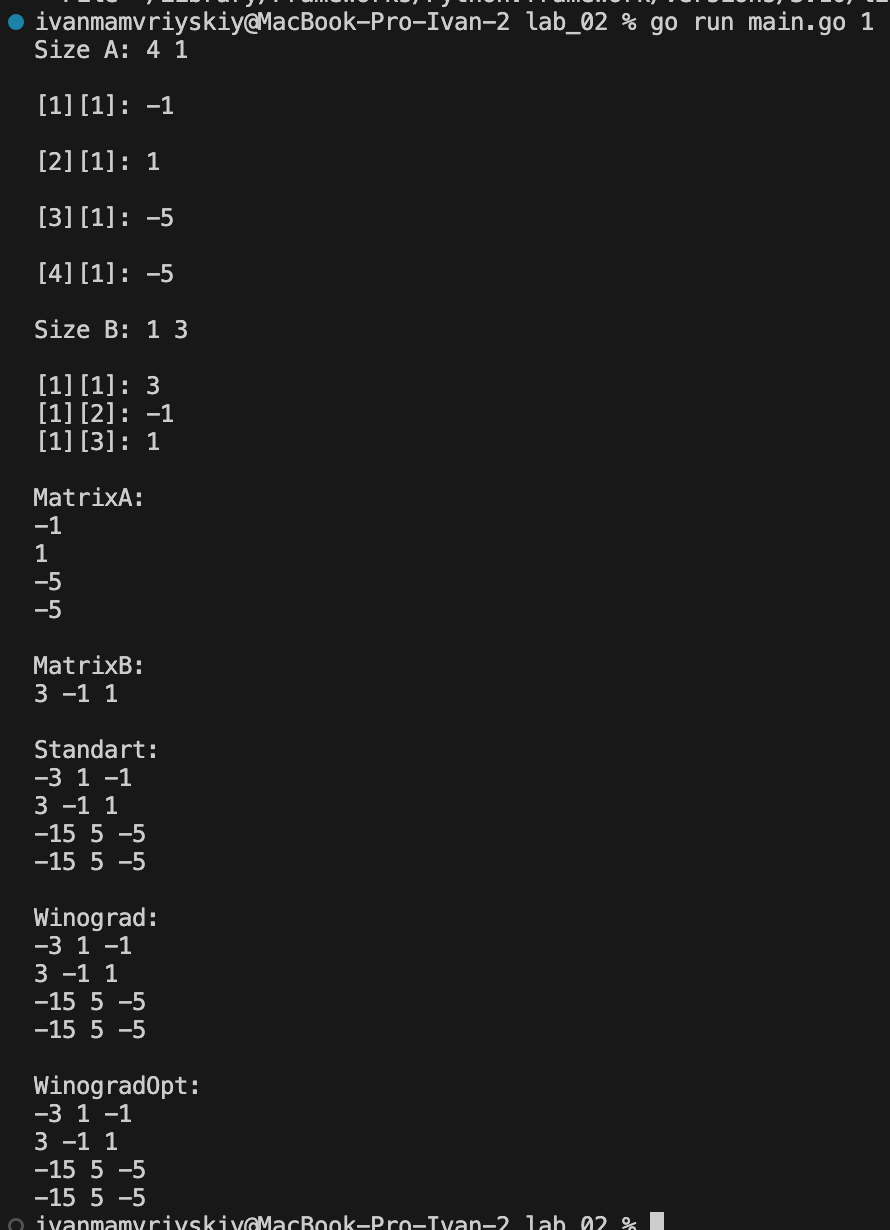 ivanmamvriyskiy@MacBook-Pro-Ivan-2 lab_02 % go run main.go 1
Size A: 4 1
[1][1]: -1
[2][1]: 1
[3][1]: -5
[4][1]: -5
Size B: 1 3
[1][1]: 3
[1][2]: -1
[1][3]: 1
MatrixA:
-1
1
-5
-5
MatrixB:
3 -1 1
Standart:
-3 1 -1
3 -1 1
-15 5 -5
-15 5 -5
Winograd:
-3 1 -1
3 -1 1
-15 5 -5
-15 5 -5
WinogradOpt:
-3 1 -1
3 -1 1
-15 5 -5
-15 5 -5
ivanmamvriyskiy@MacBook-Pro-Ivan-2 lab_02 %